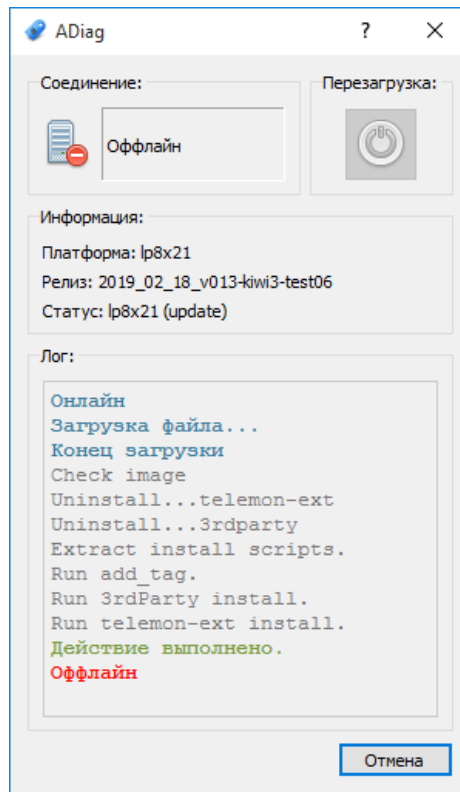 ADiag
Соединение:
Перезагрузка:
Оффлайн
Информация:
Платформа: lp8x21
Релиз: 2019_02_18_v013-kiwi3-test06
Статус: lp8x21 (update)
Лог:
Онлайн
Загрузка файла...
Конец загрузки
Check image
Uninstall...telemon-ext
Uninstall...3rdparty
Extract install scripts.
Run add_tag.
Run 3rdParty install.
Run telemon-ext install.
Действие выполнено.
Оффлайн
Отмена